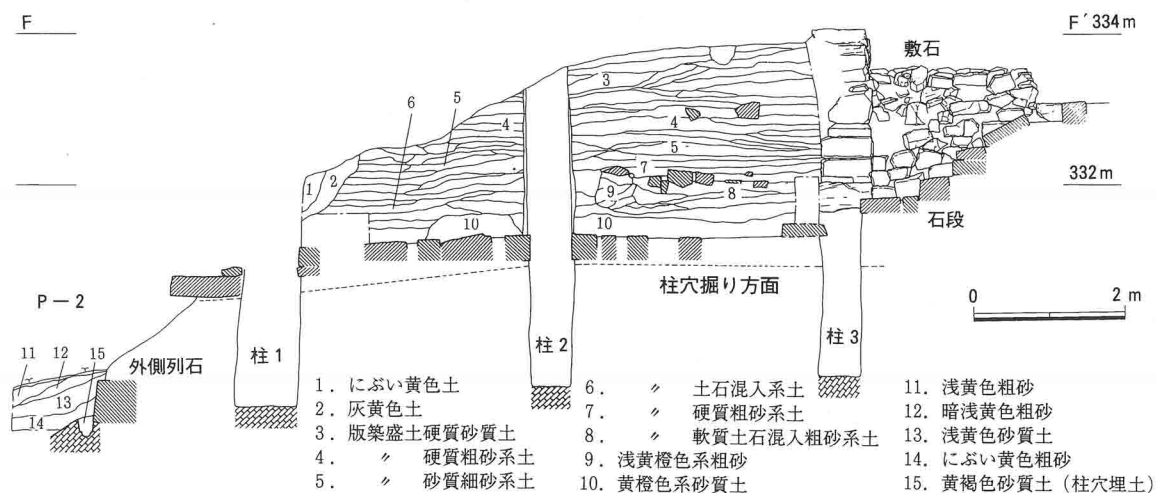 F
F´ 334 m
敷石
3
6
5
4
4
5
7
1
2
9
8
332 m
10
10
石段
柱穴掘り方面
P－2
0
2 m
11
12
15
外側列石
柱 1
柱 2
柱 3
13
14
1．にぶい黄色土
2．灰黄色土
3．版築盛土硬質砂質土
4．〃 硬質粗砂系土
5．〃 砂質細砂系土
6．〃 土石混入系土
7．〃 硬質粗砂系土
8．〃 軟質土石混入粗砂系土
9．浅黄橙色系粗砂
10．黄橙色系砂質土
11．浅黄色粗砂
12．暗浅黄色粗砂
13．浅黄色砂質土
14．にぶい黄色粗砂
15．黄褐色砂質土（柱穴埋土）